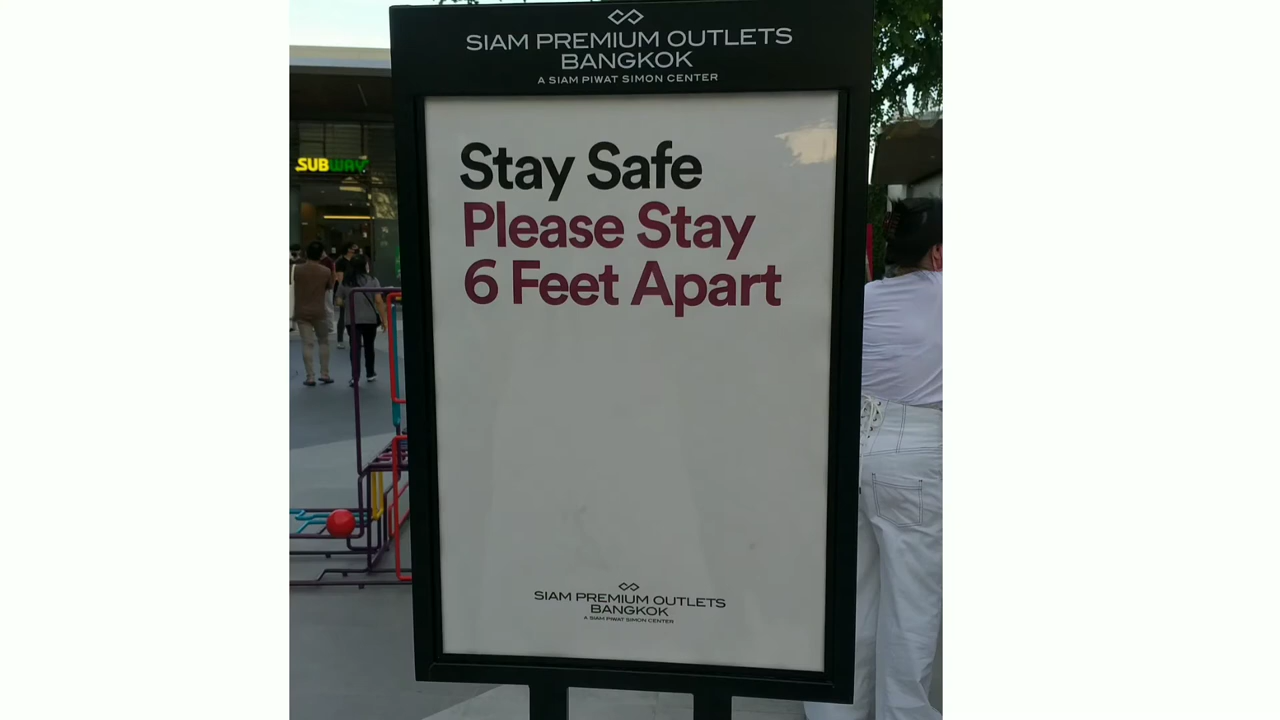 SIAM PREMIUM OUTLETS
BANGKOK
A SIAM PIWAT SIMON CENTER
SUBWAY
Stay Safe
Please Stay
6 Feet Apart
SIAM PREMIUM OUTLETS
BANGKOK
A SIAM PIWAT SIMON CENTER